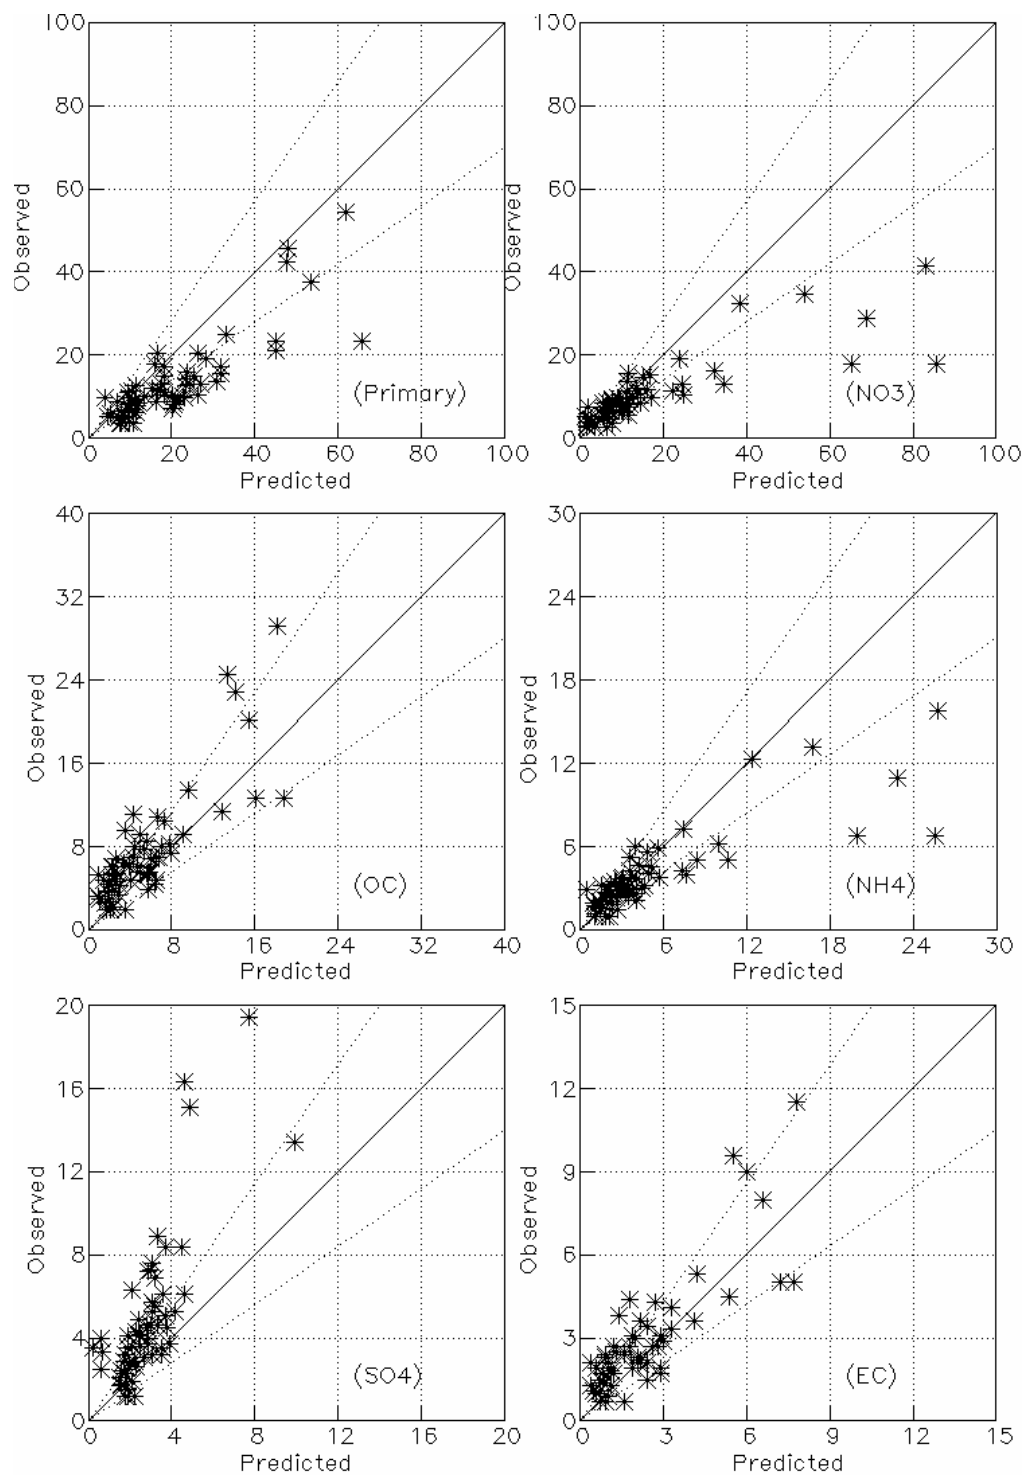 100 100
80 80
60 60
Observed Observed
40 40
20 20
(Primary) (NO3)
0 0
0 20 40 60 80 100 0 20 40 60 80 100
Predicted Predicted
40 30
32 24
24 18
Observed Observed
16 12
8 6
(OC) (NH4)
0 0
0 8 16 24 32 40 0 6 12 18 24 30
Predicted Predicted
20 15
16 12
12 9
Observed Observed
8 6
4 3
(SO4) (EC)
0 0
0 4 8 12 16 20 0 3 6 9 12 15
Predicted Predicted